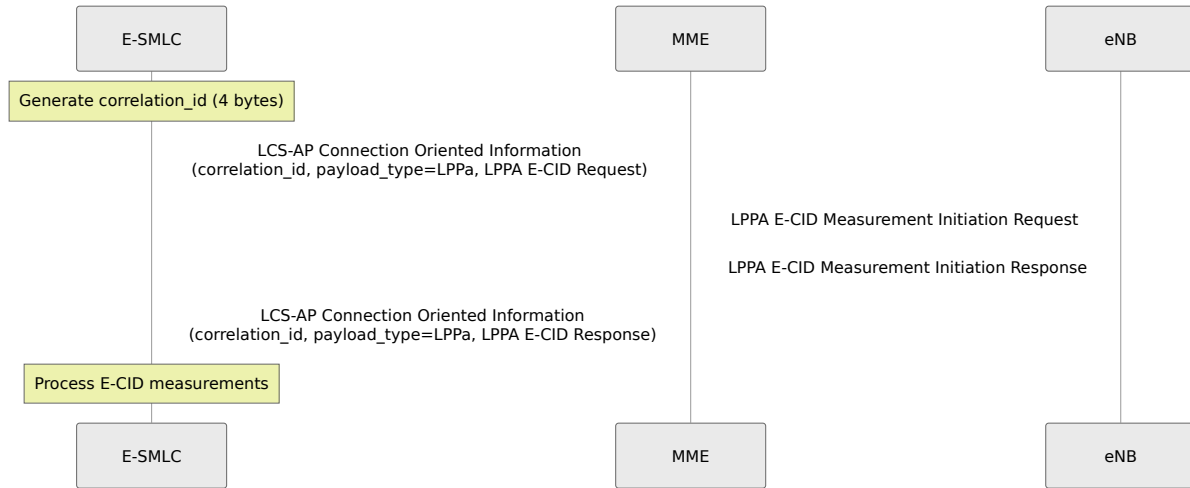 E-SMLC
MME
eNB
Generate correlation_id (4 bytes)
LCS-AP Connection Oriented Information
(correlation_id, payload_type=LPPa, LPPA E-CID Request)
LPPA E-CID Measurement Initiation Request
LPPA E-CID Measurement Initiation Response
LCS-AP Connection Oriented Information
(correlation_id, payload_type=LPPa, LPPA E-CID Response)
Process E-CID measurements
E-SMLC
MME
eNB